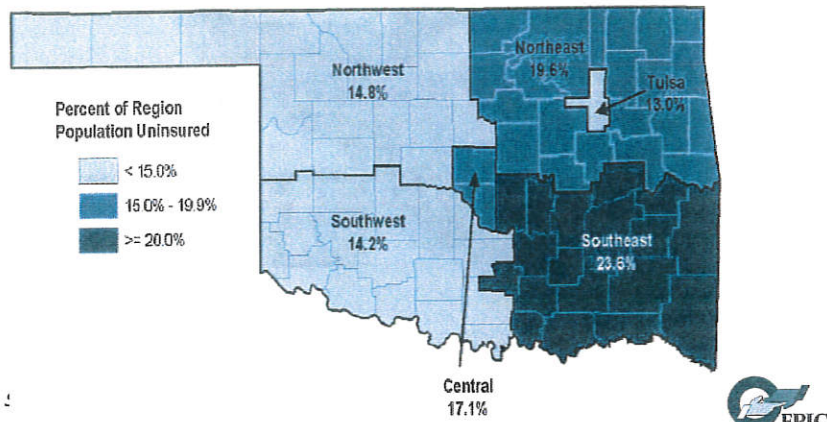 Northwest
14.8%
Northeast
19.6%
Tulsa
13.0%
Percent of Region
Population Uninsured
< 15.0%
15.0% - 19.9%
>= 20.0%
Southwest
14.2%
Southeast
23.6%
Central
17.1%
EPIC